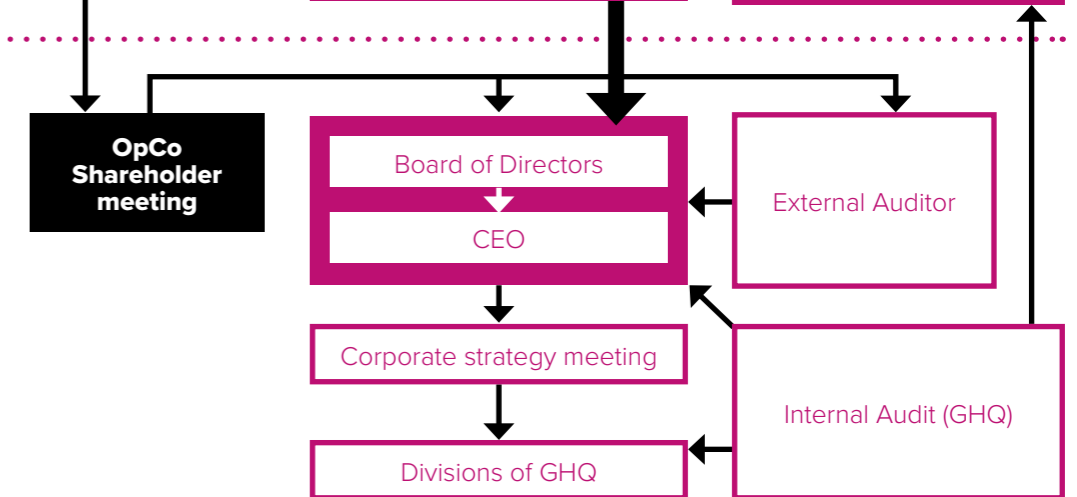 OpCo
Shareholder
meeting
Board of Directors
CEO
External Auditor
Corporate strategy meeting
Internal Audit (GHQ)
Divisions of GHQ